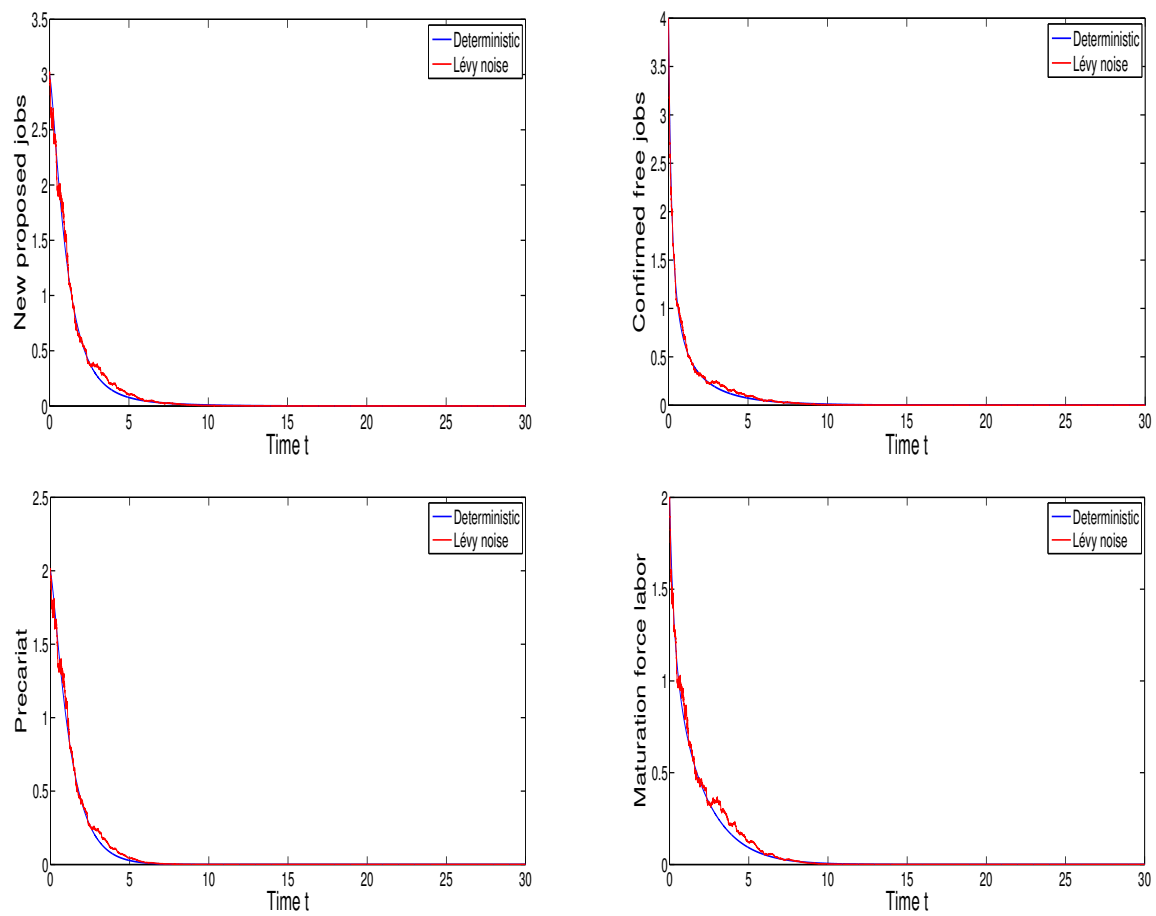 3.5
3
2.5
2
1.5
1
0.5
0
0 5 10 15 20 25 30
New proposed jobs
Time t
Deterministic
Lévy noise
4
3.5
3
2.5
2
1.5
1
0.5
0
0 5 10 15 20 25 30
Confirmed free jobs
Time t
Deterministic
Lévy noise
2.5
2
1.5
1
0.5
0
0 5 10 15 20 25 30
Precariat
Time t
Deterministic
Lévy noise
2
1.5
1
0.5
0
0 5 10 15 20 25 30
Maturation force labor
Time t
Deterministic
Lévy noise